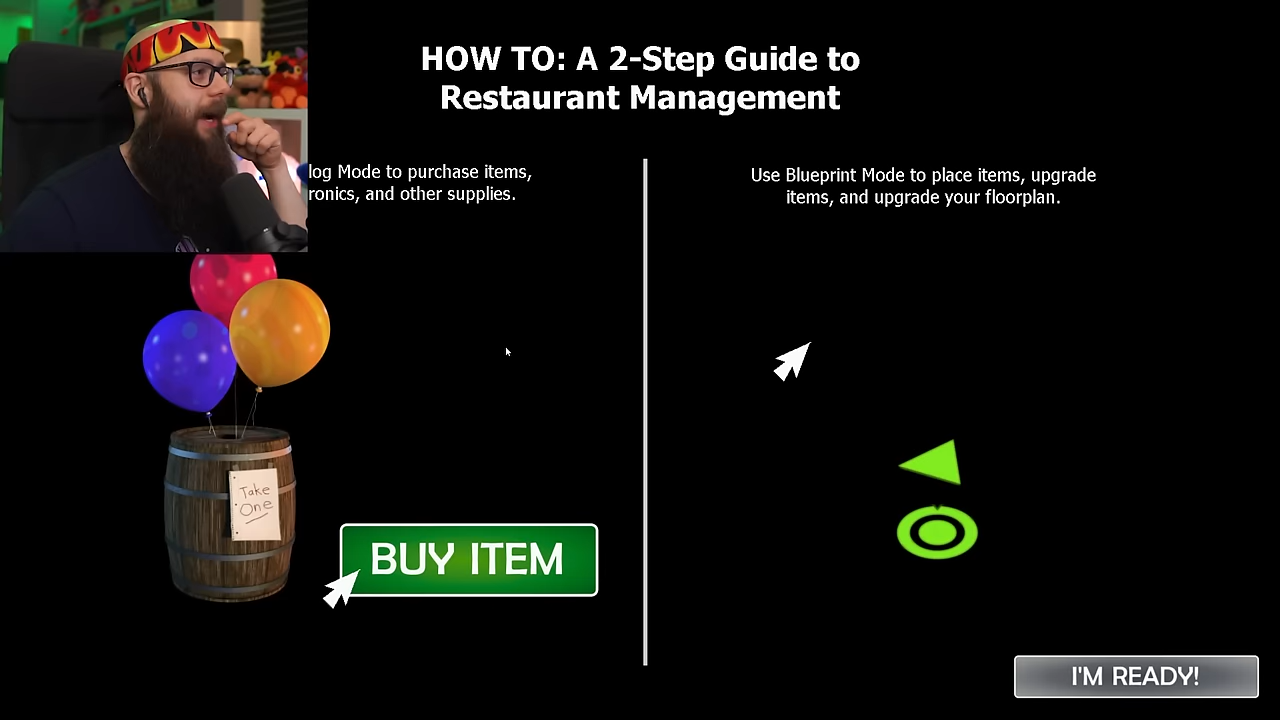 HOW TO: A 2-Step Guide to
Restaurant Management
log Mode to purchase items,
ronics, and other supplies.
Use Blueprint Mode to place items, upgrade
items, and upgrade your floorplan.
Take
One
BUY ITEM
I'M READY!